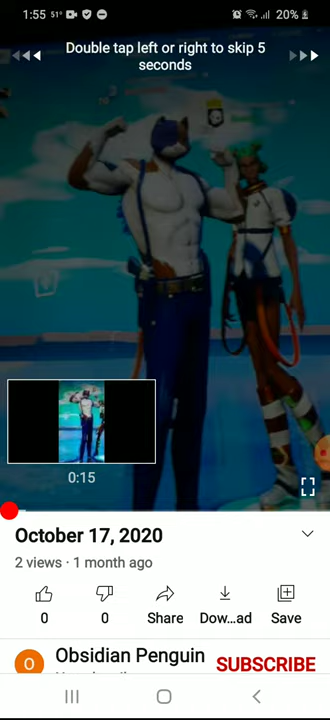 1:55 51° 20%
Double tap left or right to skip 5
seconds
0:15
October 17, 2020
2 views · 1 month ago
0 0 Share Dow...ad Save
O Obsidian Penguin SUBSCRIBE